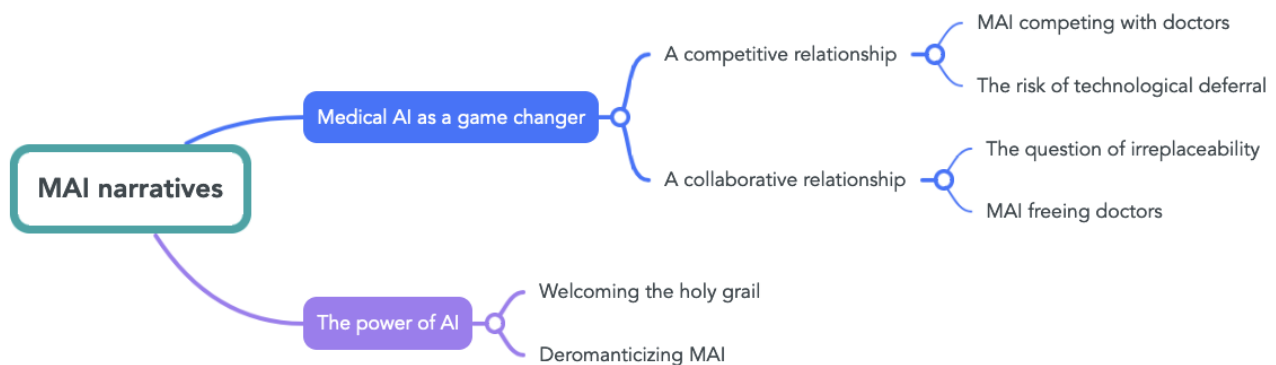 MAI narratives
Medical AI as a game changer
A competitive relationship
MAI competing with doctors
The risk of technological deferral
A collaborative relationship
The question of irreplaceability
MAI freeing doctors
The power of AI
Welcoming the holy grail
Deromanticizing MAI